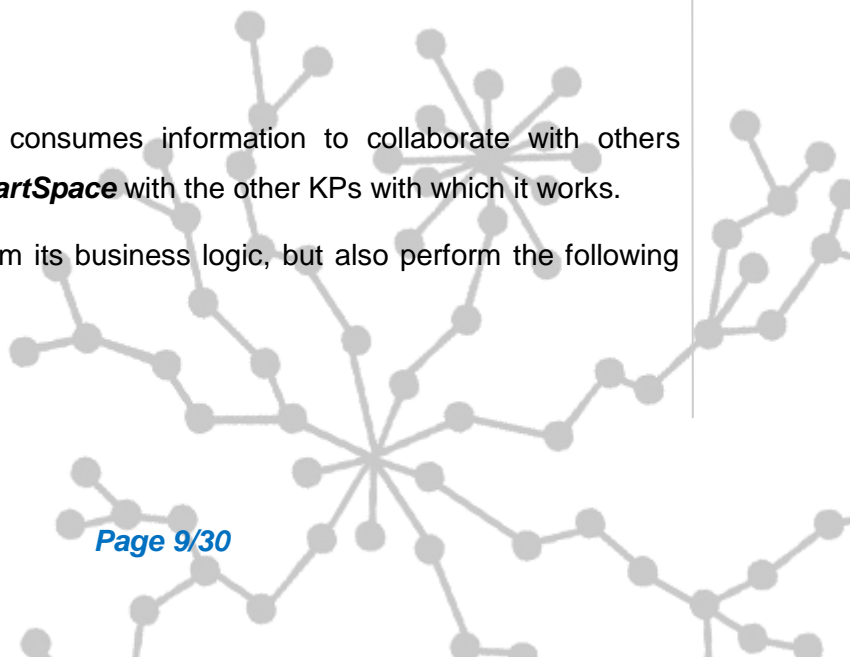 consumes information to collaborate with others
artSpace with the other KPs with which it works.
m its business logic, but also perform the following
Page 9/30